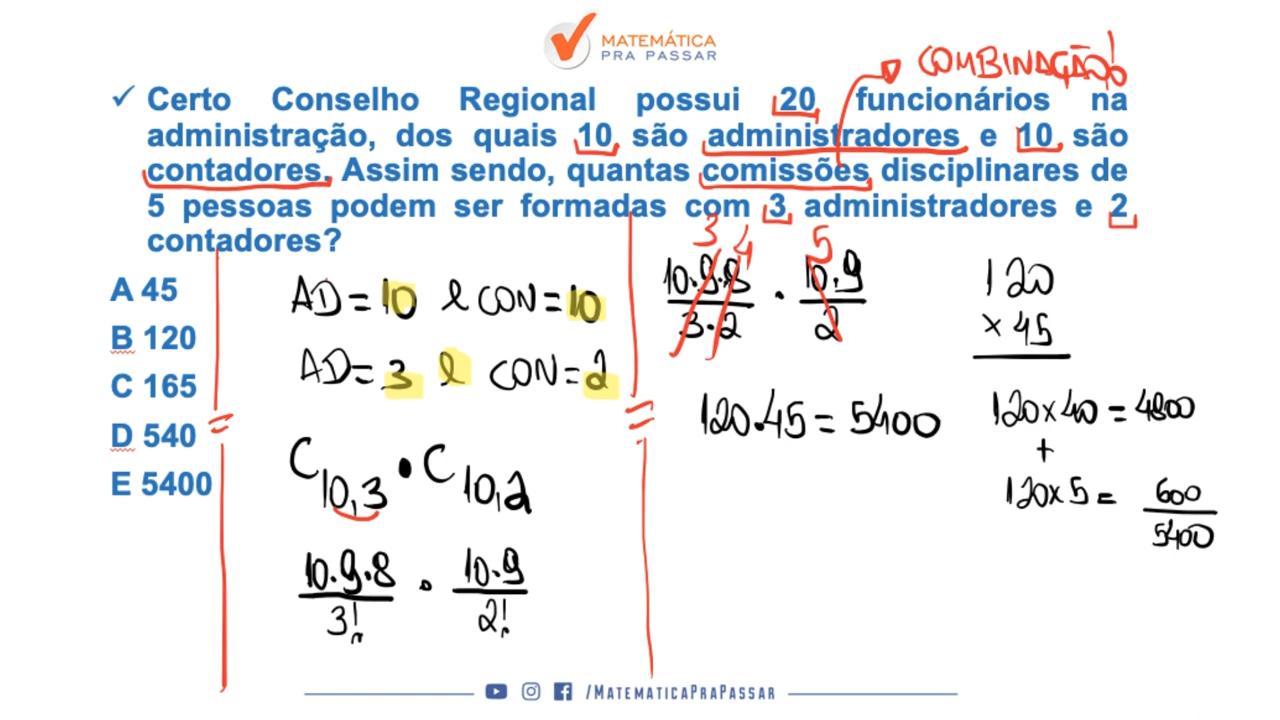 MATEMÁTICA
PRA PASSAR
COMBINAÇÃO!
✓ Certo Conselho Regional possui 20 funcionários na
administração, dos quais 10 são administradores e 10 são
contadores. Assim sendo, quantas comissões disciplinares de
5 pessoas podem ser formadas com 3 administradores e 2
contadores?
A 45
B 120
C 165
D 540
E 5400
AD = 10 e CON = 10
AD = 3 e CON = 2
C10,3 • C10,2
10.9.8 / 3! . 10.9 / 2!
3 4 5
10.9.8 / 3.2 . 10.9 / 2
120.45 = 5400
120
×45
120×40 = 4800
+
120×5 = 600
5400
/MATEMATICAPRAPASSAR